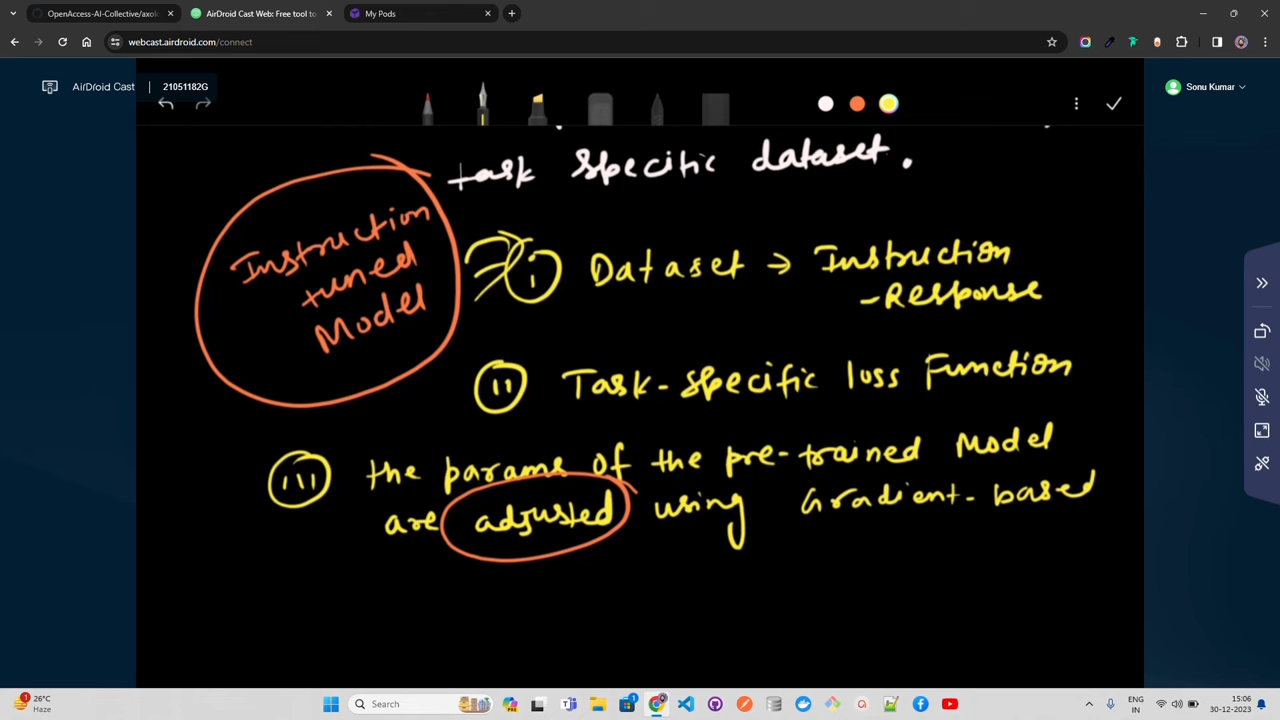 OpenAccess-AI-Collective/axol
AirDroid Cast Web: Free tool to
My Pods
webcast.airdroid.com/connect
AirDroid Cast
21051182G
Sonu Kumar
task specific dataset.
Instruction
tuned
Model
I Dataset → Instruction
-Response
II Task-specific loss Function
III the params of the pre-trained Model
are adjusted using Gradient-based
1
26°C
Haze
Search
ENG
IN
15:06
30-12-2023